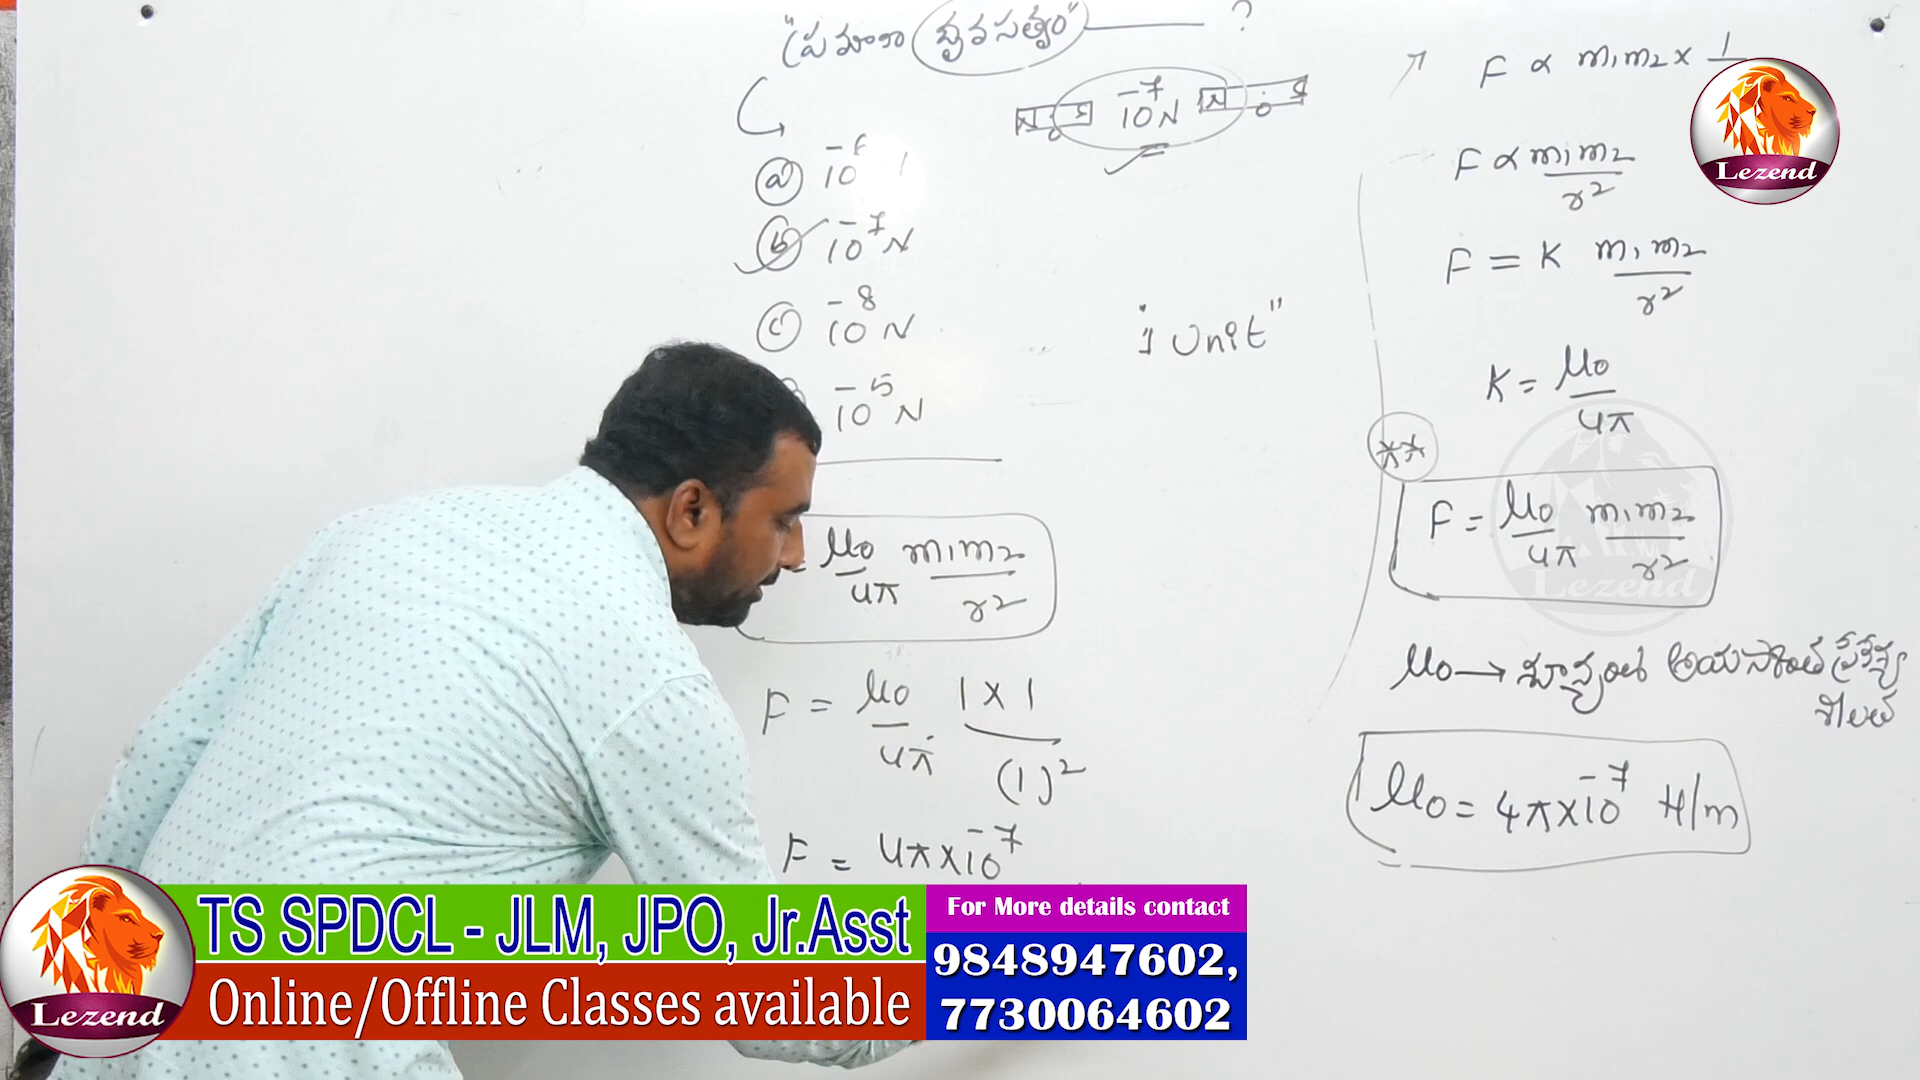 "ప్రమాణ ధృవసత్వం" ——— ?
N S 10⁻⁷N N S
ⓐ 10⁻⁶
ⓑ 10⁻⁷N
ⓒ 10⁻⁸N
10⁻⁵N
"1 Unit"
= μ₀/4π m₁m₂/r²
F = μ₀/4π 1 x 1/(1)²
F = 4π x 10⁻⁷
F ∝ m₁m₂ x 1
F ∝ m₁m₂/r²
F = K m₁m₂/r²
K = μ₀/4π
**
F = μ₀/4π m₁m₂/r²
μ₀ → శూన్యంలో అయస్కాంత
μ₀ = 4π x 10⁻⁷ H/m
Lezend
Lezend
Lezend
TS SPDCL - JLM, JPO, Jr.Asst
Online/Offline Classes available
For More details contact
9848947602,
7730064602